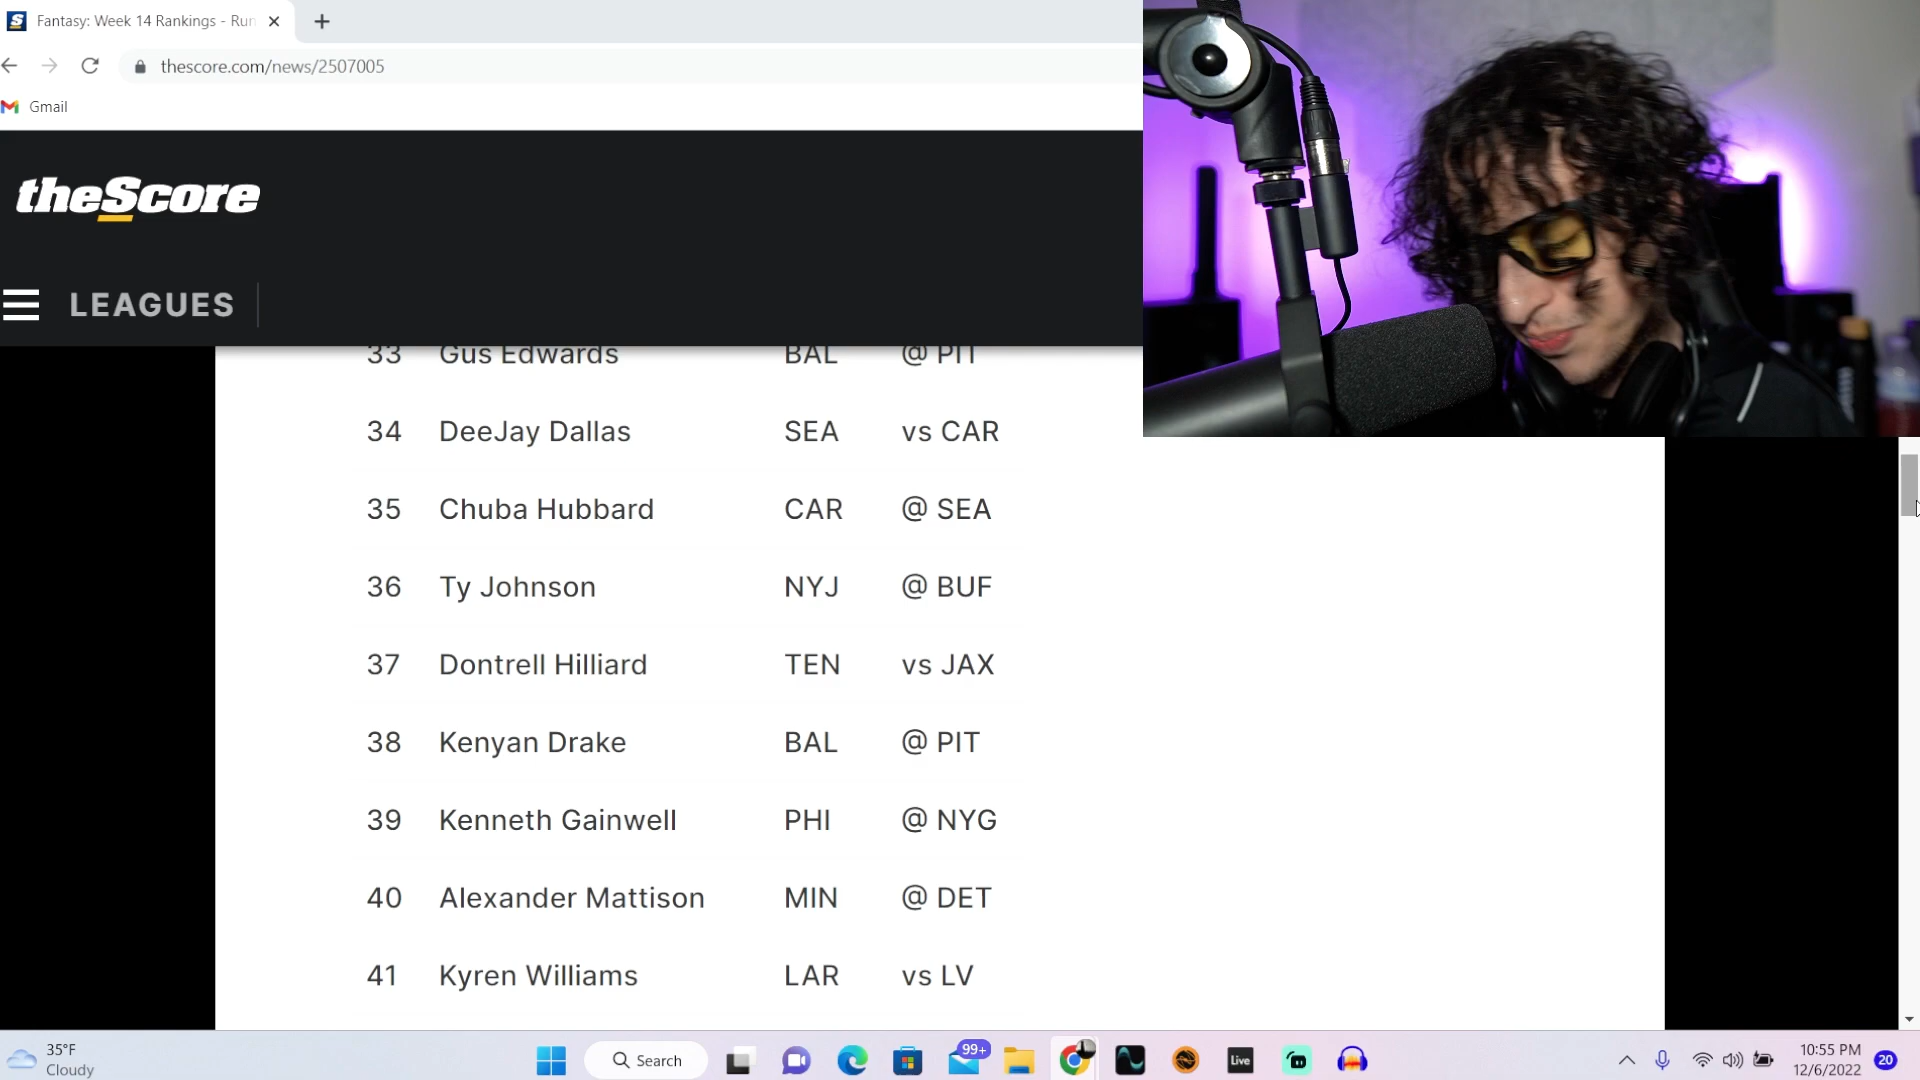 Fantasy: Week 14 Rankings - Run
thescore.com/news/2507005
Gmail
theScore
LEAGUES
33 Gus Edwards BAL @ PIT
34 DeeJay Dallas SEA vs CAR
35 Chuba Hubbard CAR @ SEA
36 Ty Johnson NYJ @ BUF
37 Dontrell Hilliard TEN vs JAX
38 Kenyan Drake BAL @ PIT
39 Kenneth Gainwell PHI @ NYG
40 Alexander Mattison MIN @ DET
41 Kyren Williams LAR vs LV
35°F
Cloudy
Search
99+
Live
10:55 PM
12/6/2022
20